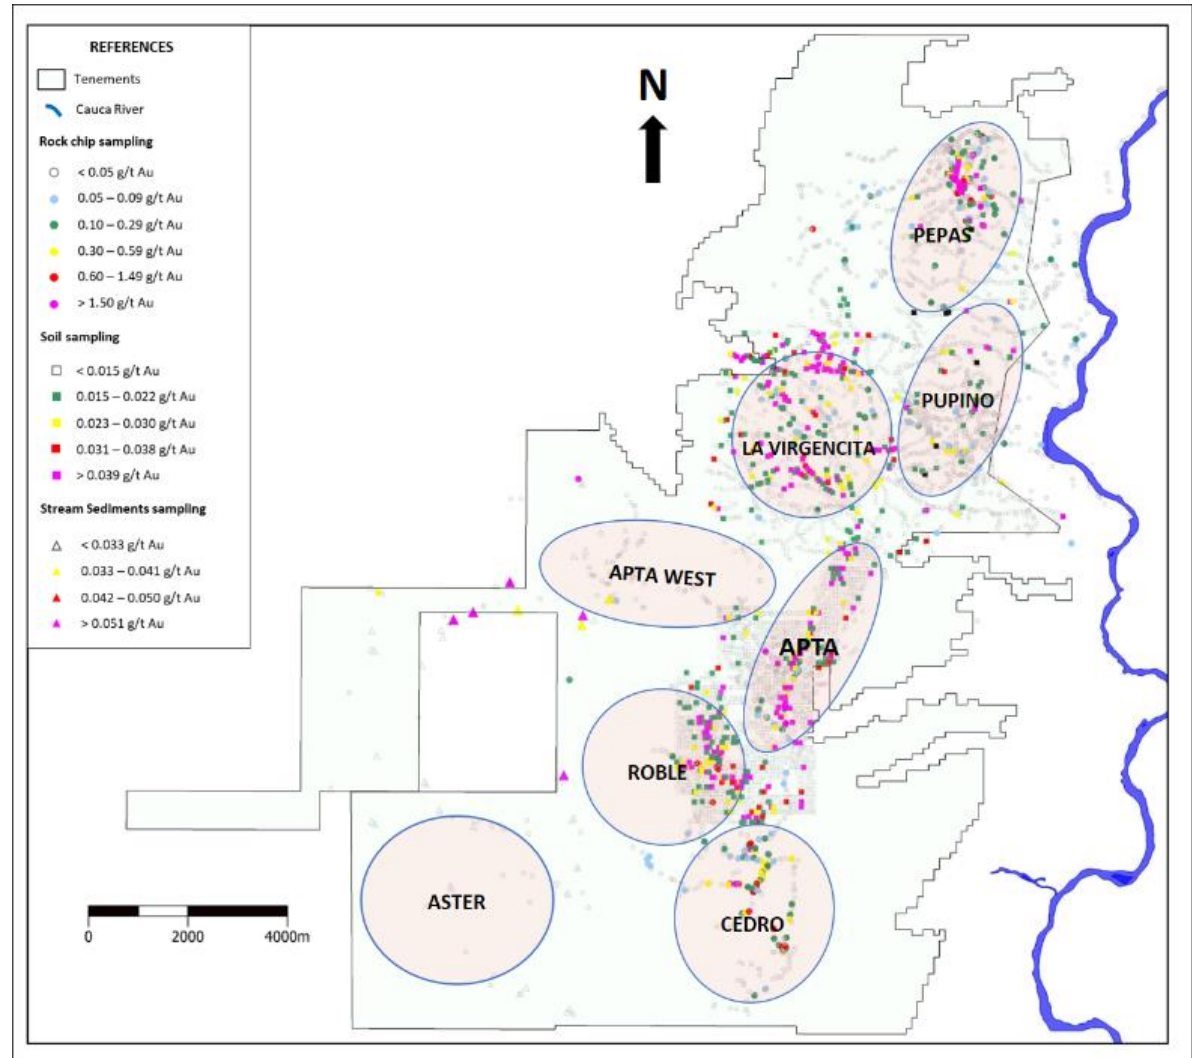 REFERENCES
Tenements
Cauca River
Rock chip sampling
< 0.05 g/t Au
0.05 – 0.09 g/t Au
0.10 – 0.29 g/t Au
0.30 – 0.59 g/t Au
0.60 – 1.49 g/t Au
> 1.50 g/t Au
Soil sampling
< 0.015 g/t Au
0.015 – 0.022 g/t Au
0.023 – 0.030 g/t Au
0.031 – 0.038 g/t Au
> 0.039 g/t Au
Stream Sediments sampling
< 0.033 g/t Au
0.033 – 0.041 g/t Au
0.042 – 0.050 g/t Au
> 0.051 g/t Au
N
PEPAS
PUPINO
LA VIRGENCITA
APTA WEST
APTA
ROBLE
ASTER
CEDRO
0 2000 4000m